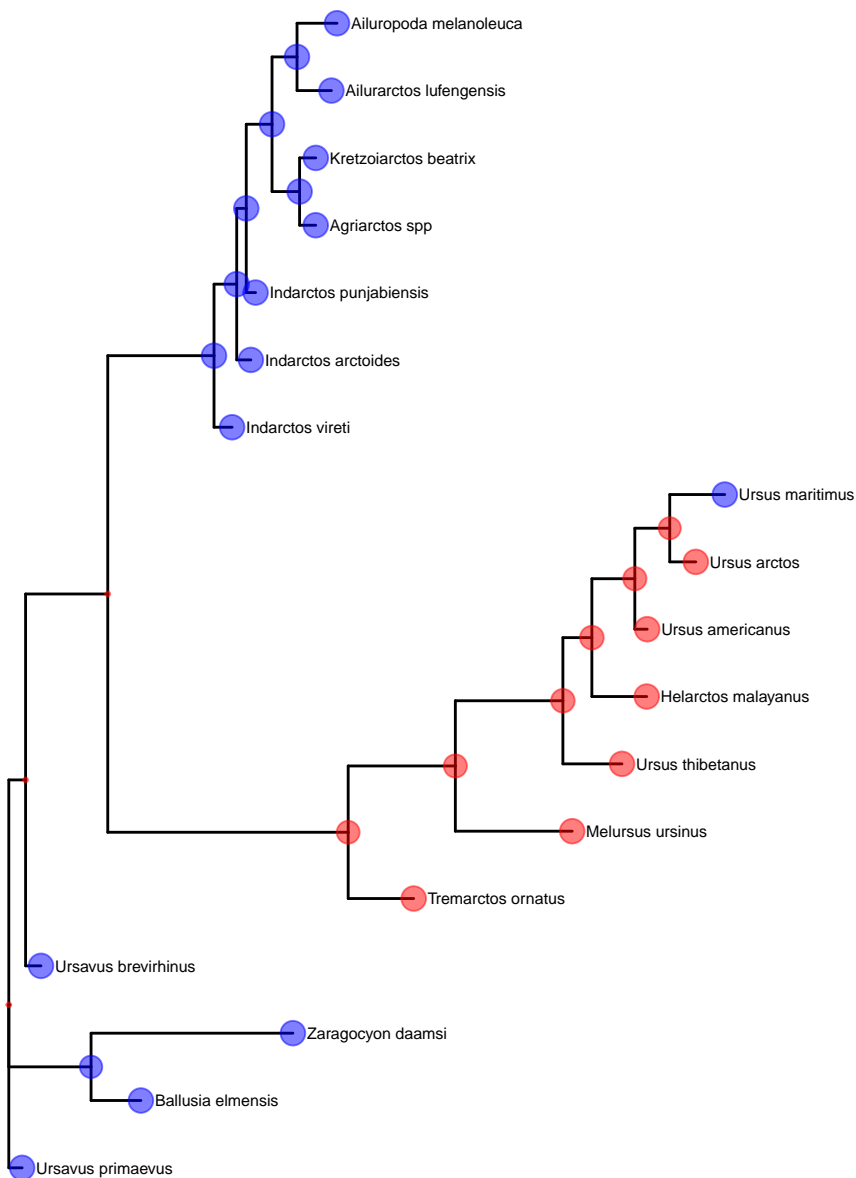 Ailuropoda melanoleuca
Ailurarctos lufengensis
Kretzoiarctos beatrix
Agriarctos spp
Indarctos punjabiensis
Indarctos arctoides
Indarctos vireti
Ursus maritimus
Ursus arctos
Ursus americanus
Helarctos malayanus
Ursus thibetanus
Melursus ursinus
Tremarctos ornatus
Ursavus brevirhinus
Zaragocyon daamsi
Ballusia elmensis
Ursavus primaevus